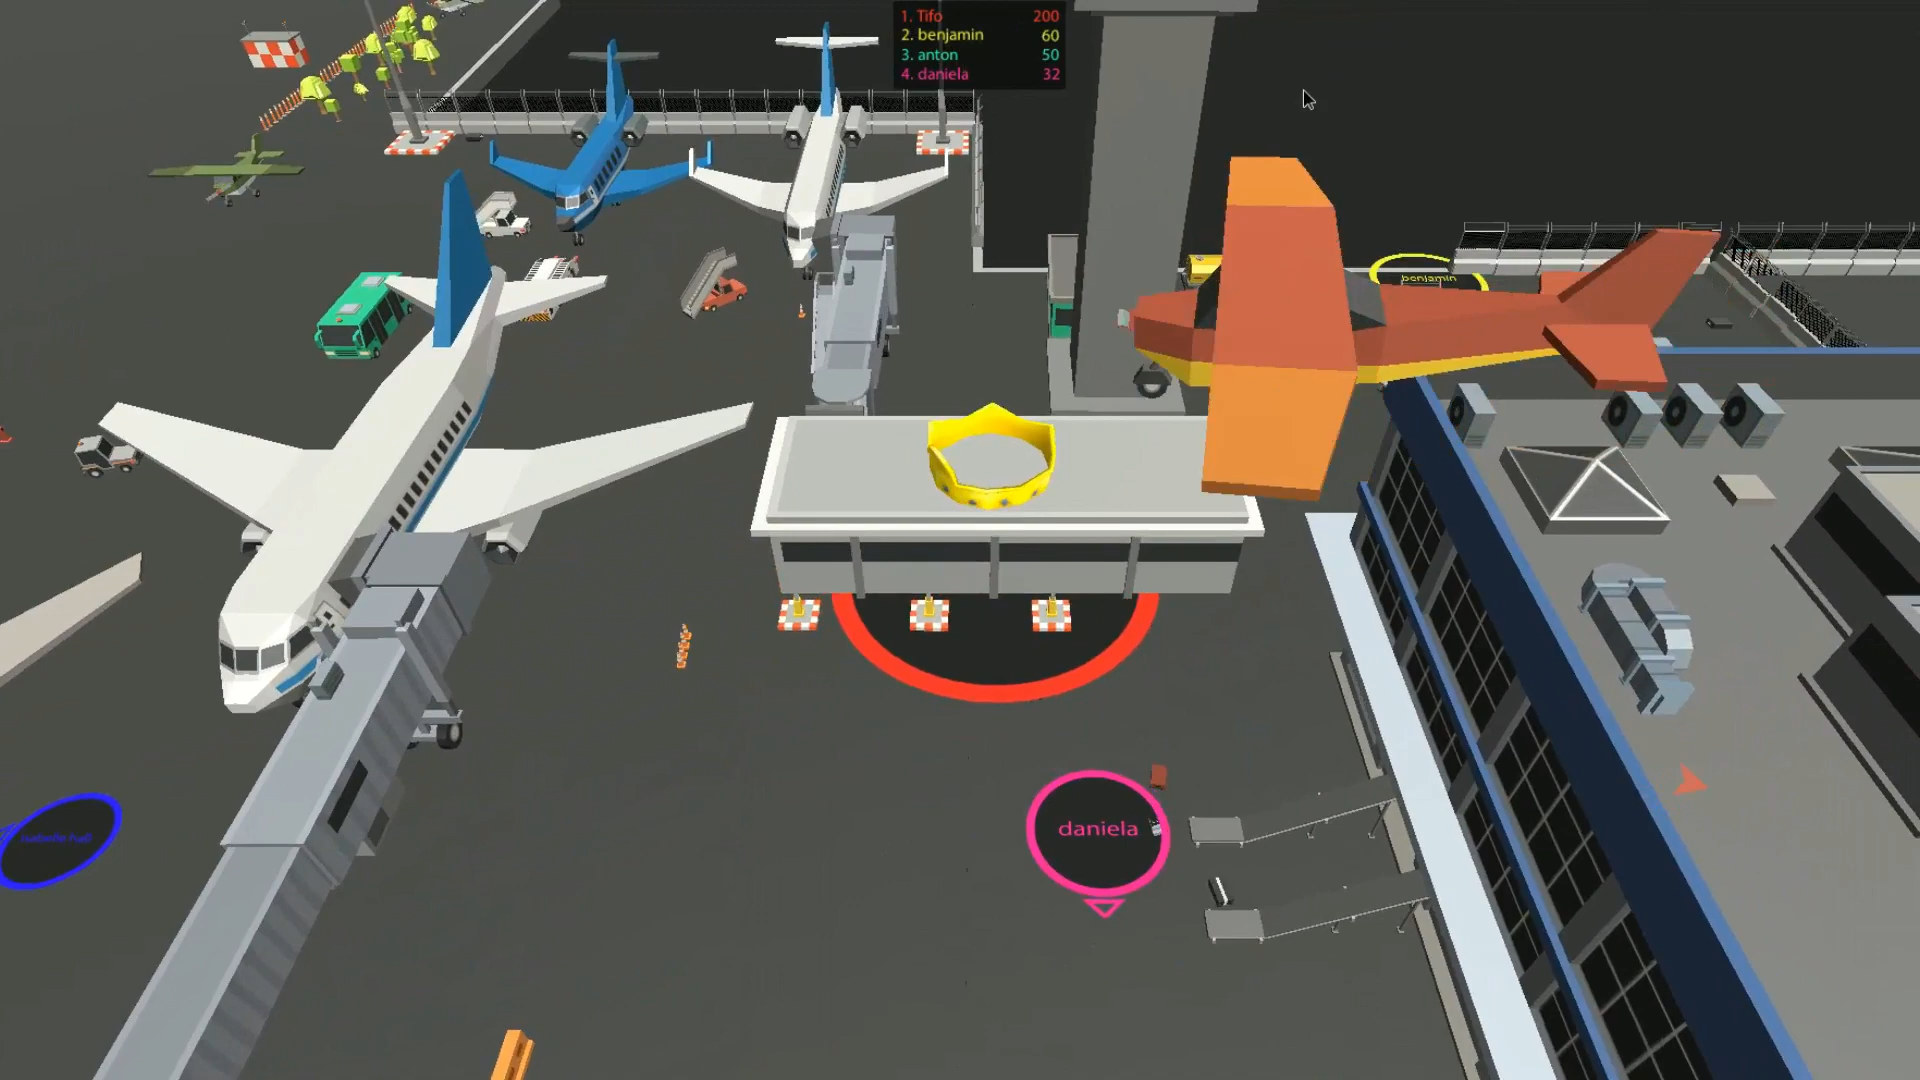 1. Tifo 200
2. benjamin 60
3. anton 50
4. daniela 32
benjamin
daniela